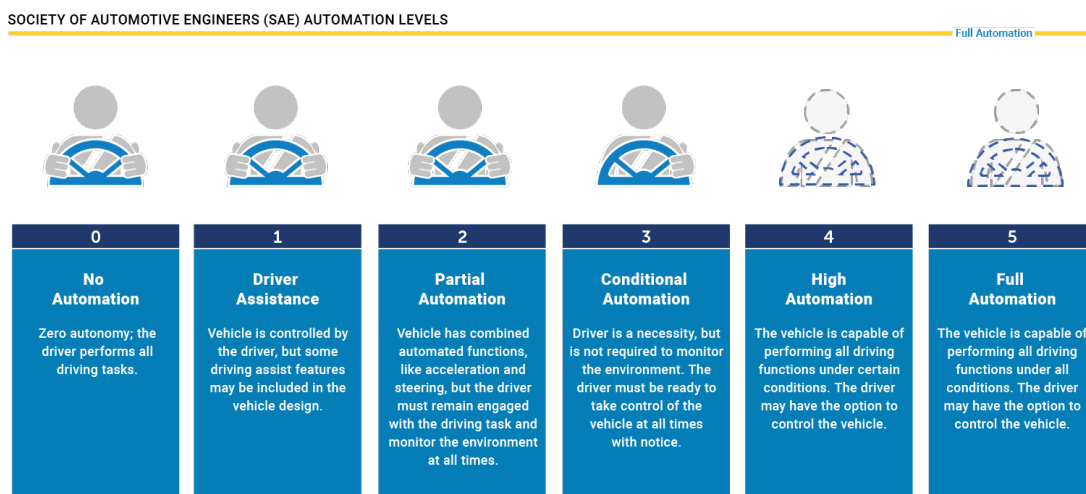 SOCIETY OF AUTOMOTIVE ENGINEERS (SAE) AUTOMATION LEVELS
Full Automation
0
No
Automation
Zero autonomy; the
driver performs all
driving tasks.
1
Driver
Assistance
Vehicle is controlled by
the driver, but some
driving assist features
may be included in the
vehicle design.
2
Partial
Automation
Vehicle has combined
automated functions,
like acceleration and
steering, but the driver
must remain engaged
with the driving task and
monitor the environment
at all times.
3
Conditional
Automation
Driver is a necessity, but
is not required to monitor
the environment. The
driver must be ready to
take control of the
vehicle at all times
with notice.
4
High
Automation
The vehicle is capable of
performing all driving
functions under certain
conditions. The driver
may have the option to
control the vehicle.
5
Full
Automation
The vehicle is capable of
performing all driving
functions under all
conditions. The driver
may have the option to
control the vehicle.